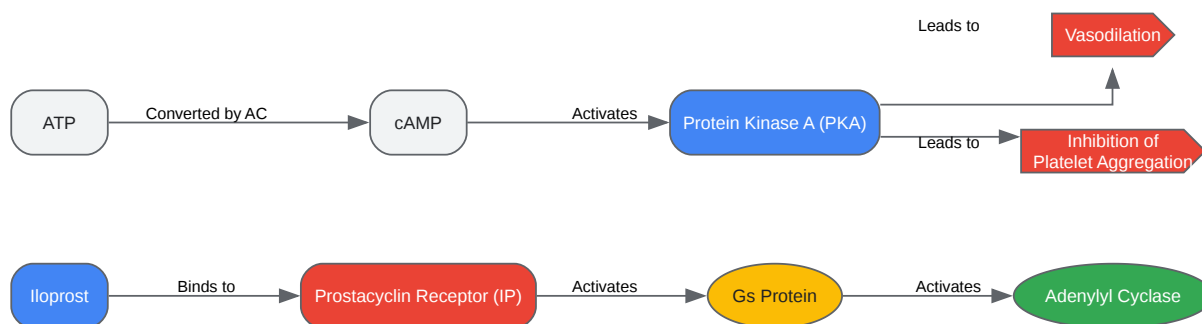 Leads to
Vasodilation
ATP
Converted by AC
cAMP
Activates
Protein Kinase A (PKA)
Leads to
Inhibition of
Platelet Aggregation
Iloprost
Binds to
Prostacyclin Receptor (IP)
Activates
Gs Protein
Activates
Adenylyl Cyclase